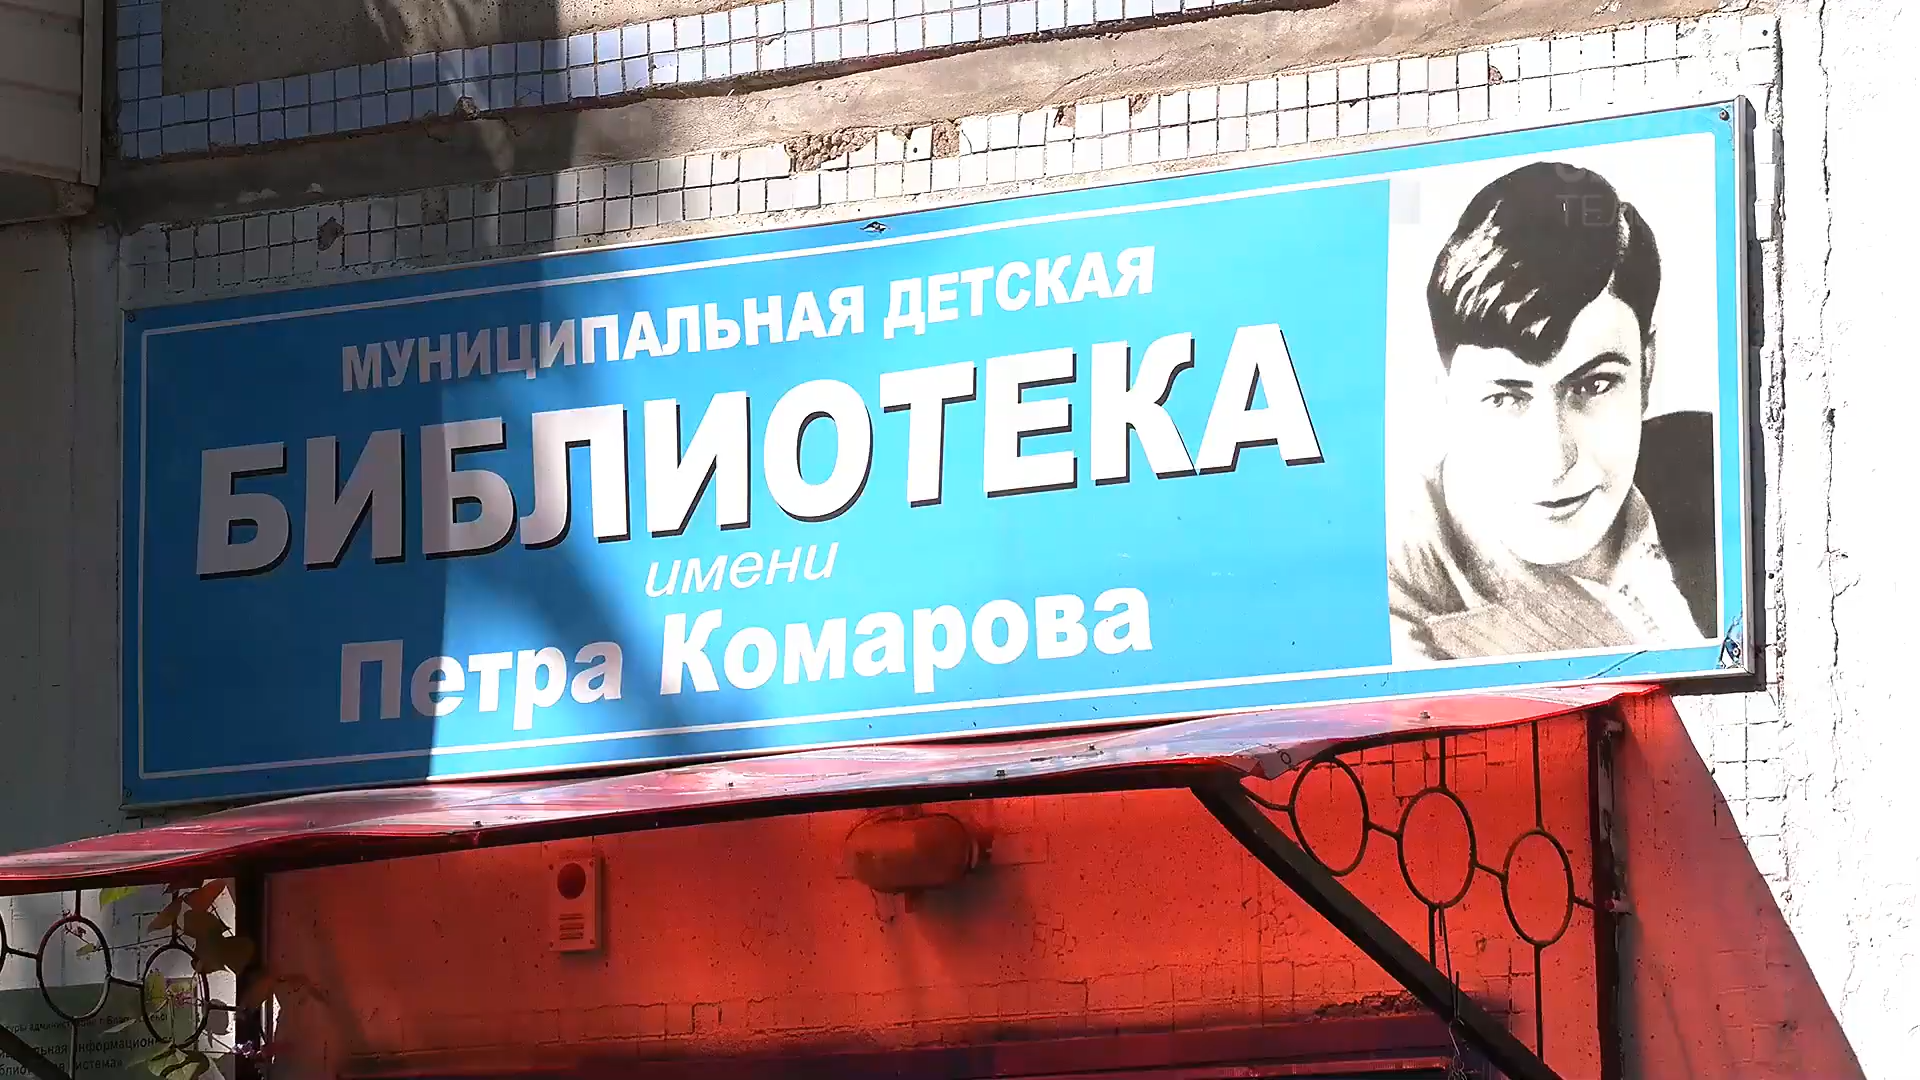 МУНИЦИПАЛЬНАЯ ДЕТСКАЯ
БИБЛИОТЕКА
имени
Петра Комарова